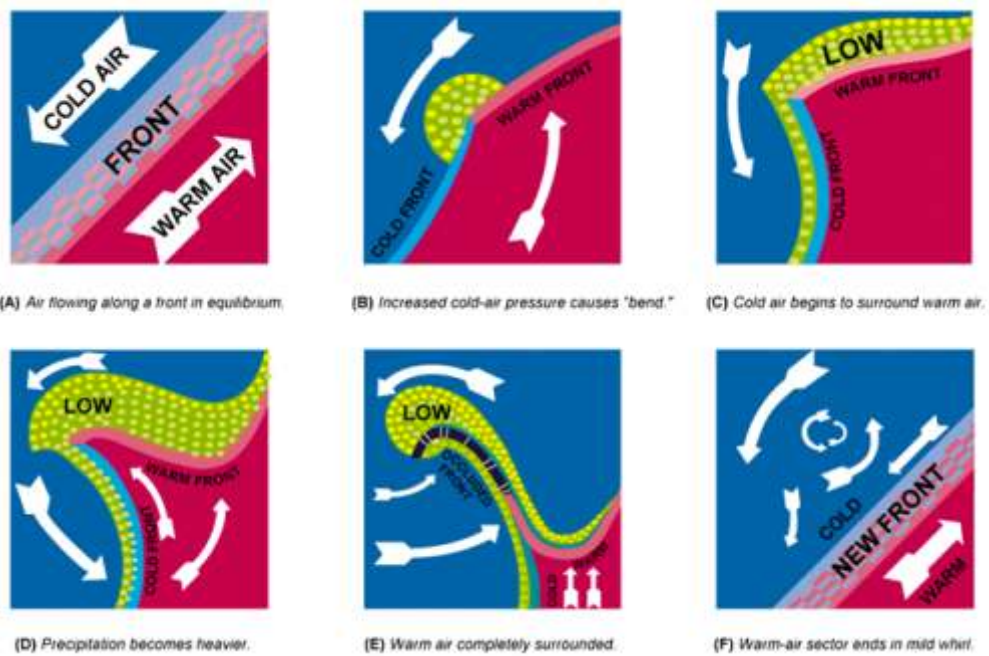 COLD AIR
FRONT
WARM AIR
(A) Air flowing along a front in equilibrium.
WARM FRONT
COLD FRONT
(B) Increased cold-air pressure causes "bend."
LOW
WARM FRONT
COLD FRONT
(C) Cold air begins to surround warm air.
LOW
WARM FRONT
COLD FRONT
(D) Precipitation becomes heavier.
LOW
OCCLUDED
FRONT
COLD
WARM
(E) Warm air completely surrounded.
COLD
NEW FRONT
WARM
(F) Warm-air sector ends in mild whirl.